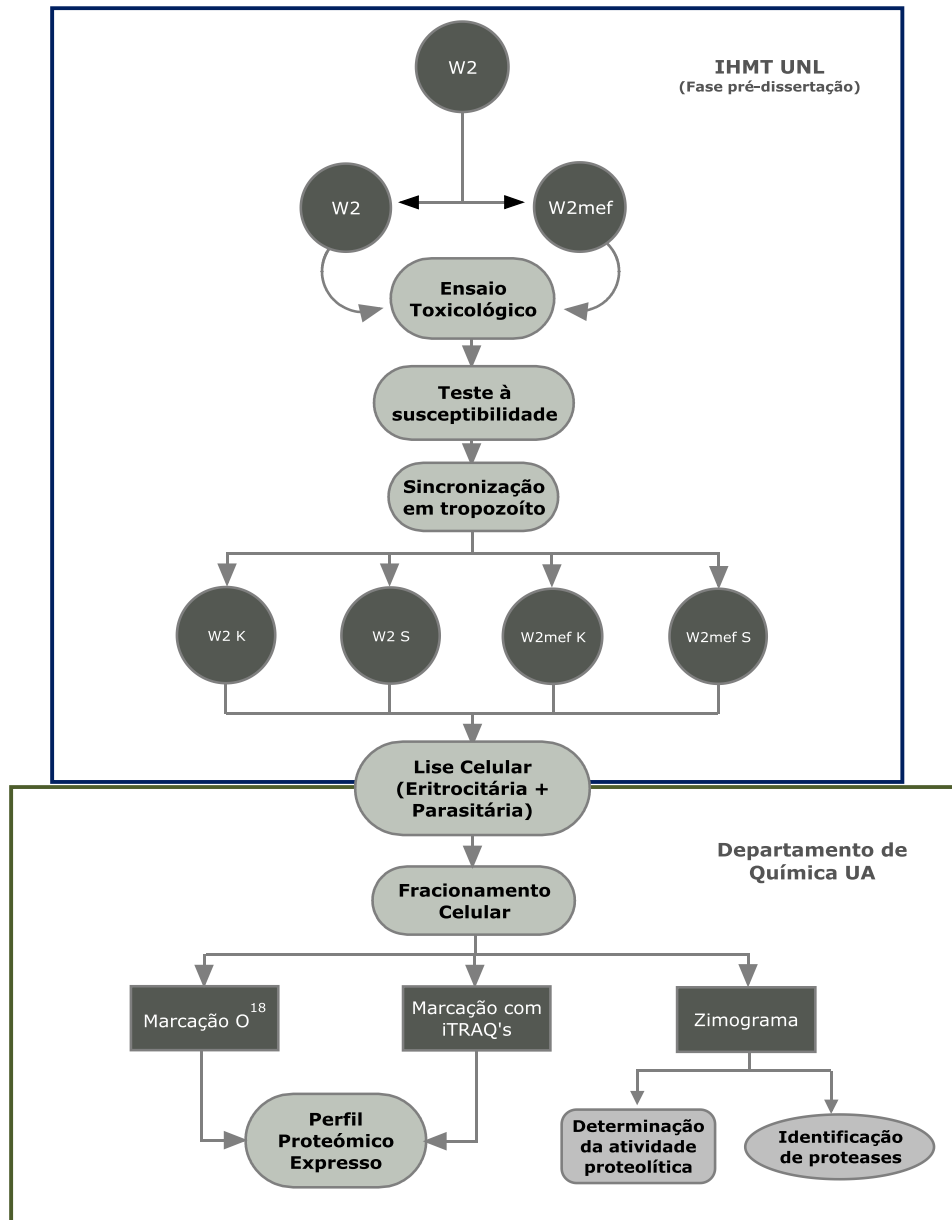 W2
IHMT UNL
(Fase pré-dissertação)
W2
W2mef
Ensaio
Toxicológico
Teste à
susceptibilidade
Sincronização
em tropozoíto
W2 K
W2 S
W2mef K
W2mef S
Lise Celular
(Eritrocitária +
Parasitária)
Departamento de
Química UA
Fracionamento
Celular
Marcação O18
Marcação com
iTRAQ's
Zimograma
Perfil
Proteómico
Expresso
Determinação
da atividade
proteolítica
Identificação
de proteases